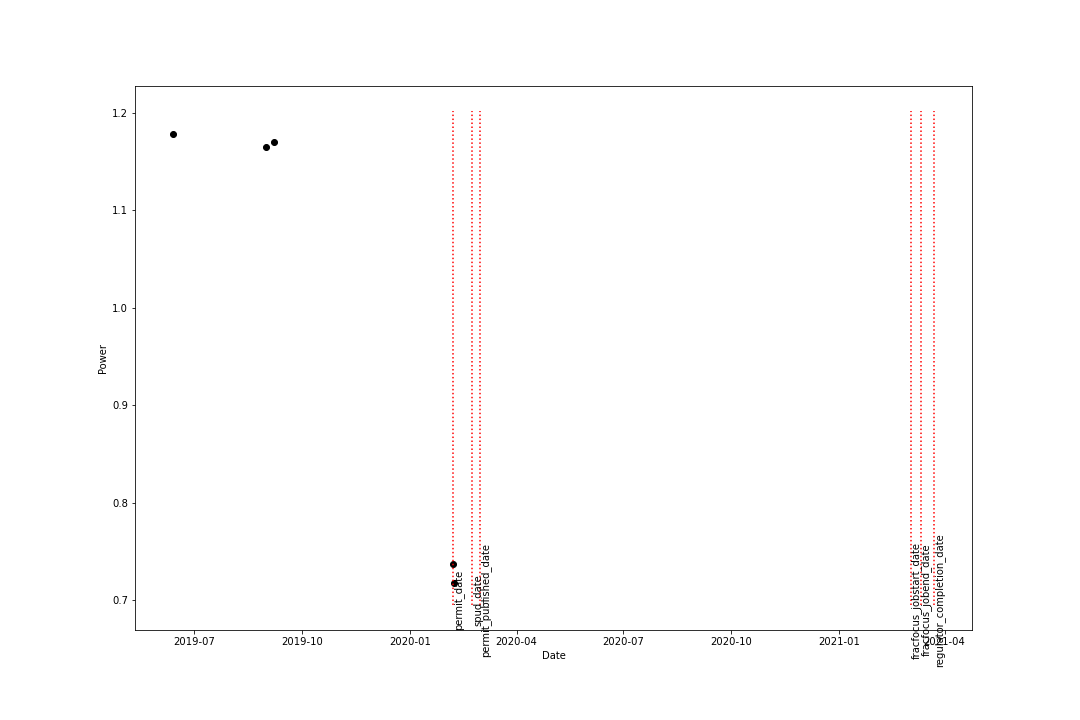 1.2
1.1
1.0
0.9
0.8
0.7
Power
permit_date
spud_date
permit_published_date
fracfocus_jobstart_date
fracfocus_jobend_date
regulator_completion_date
2019-07
2019-10
2020-01
2020-04
2020-07
2020-10
2021-01
2021-04
Date